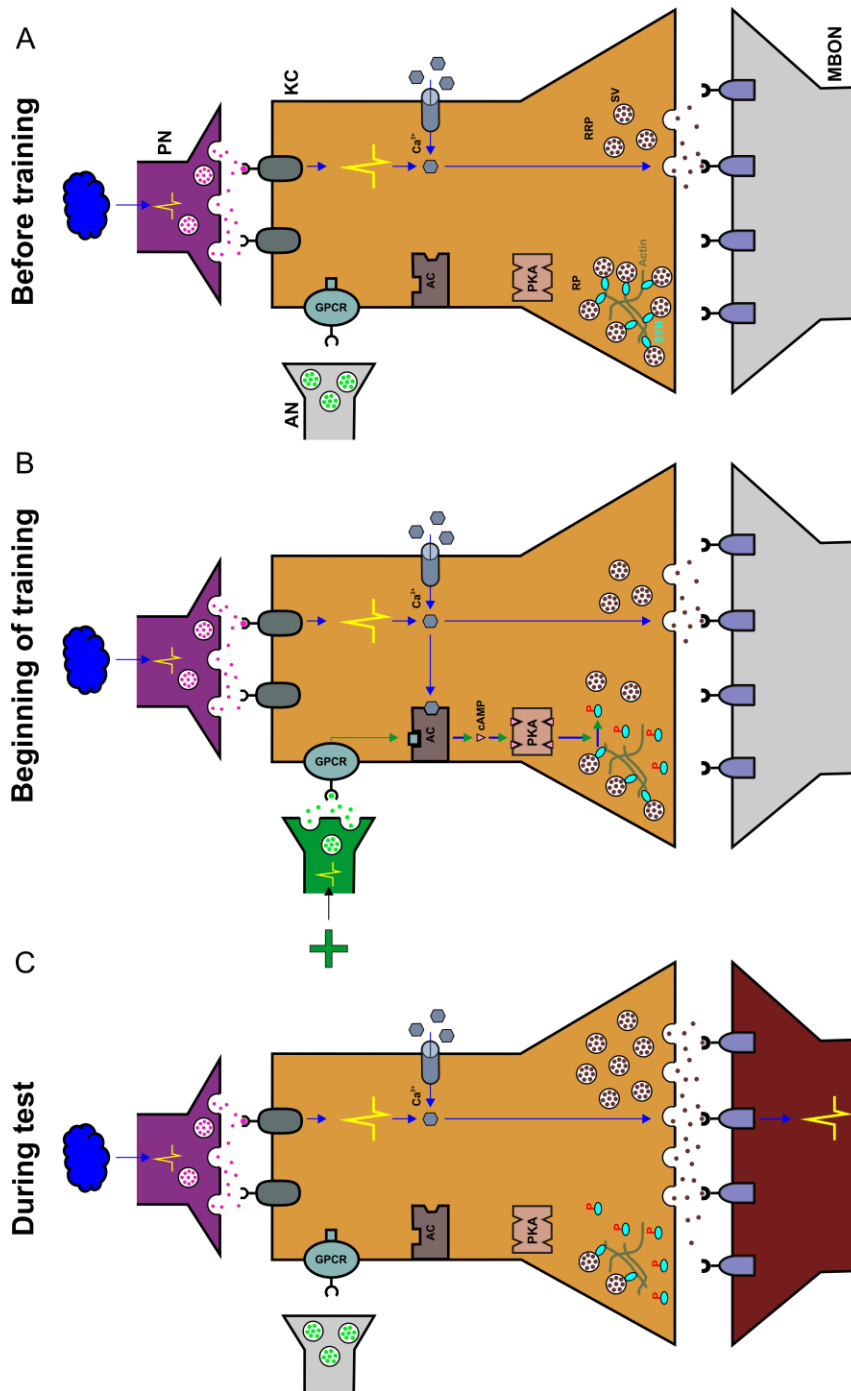 A
Before training
PN
KC
MBON
Ca²⁺
SV
RRP
GPCR
AC
PKA
RP
Actin
SYN
AN
B
Beginning of training
Ca²⁺
GPCR
AC
cAMP
PKA
P
P
P
P
C
During test
Ca²⁺
GPCR
AC
PKA
P
P
P
P